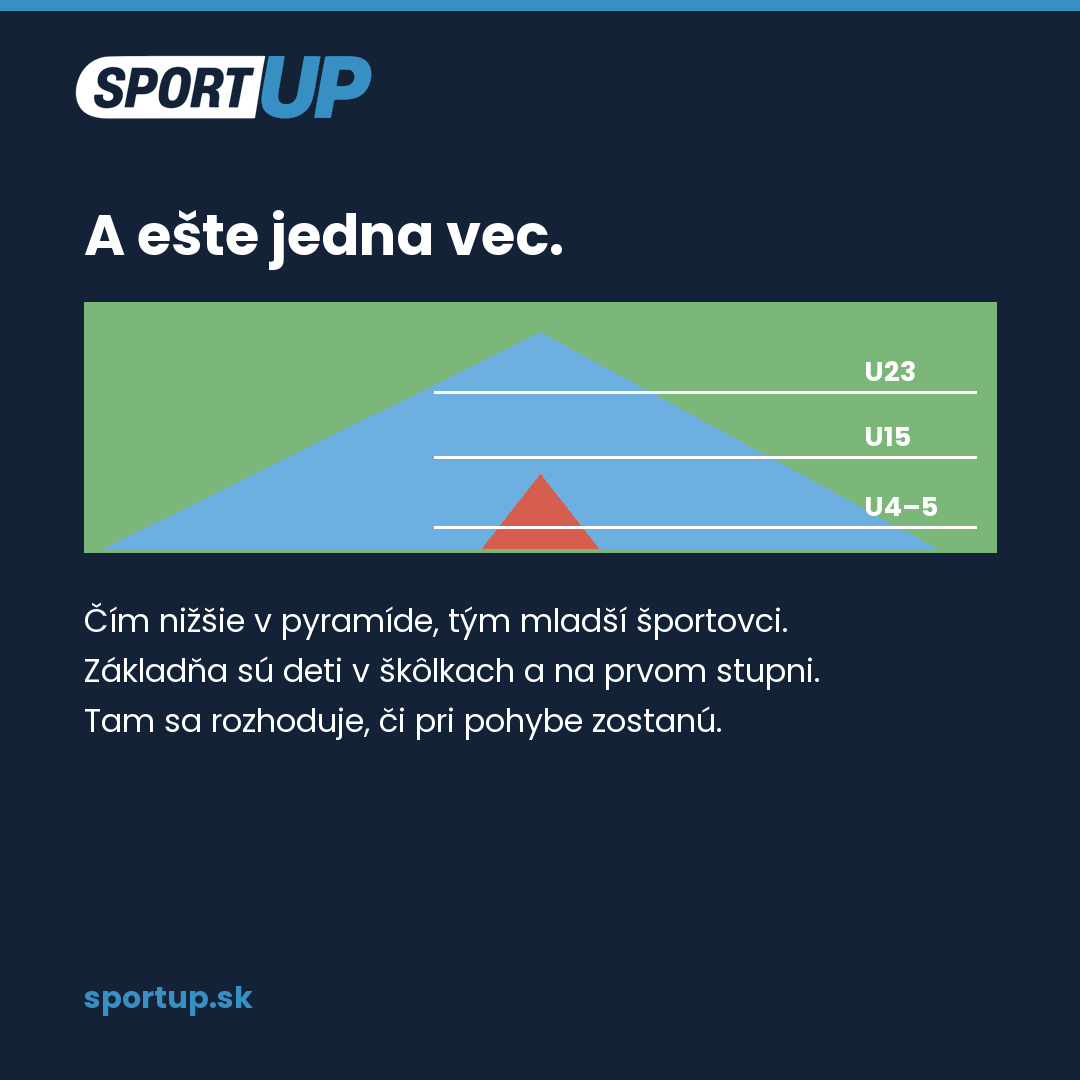 SPORTUP
A ešte jedna vec.
U23
U15
U4–5
Čím nižšie v pyramíde, tým mladší športovci.
Základňa sú deti v škôlkach a na prvom stupni.
Tam sa rozhoduje, či pri pohybe zostanú.
sportup.sk